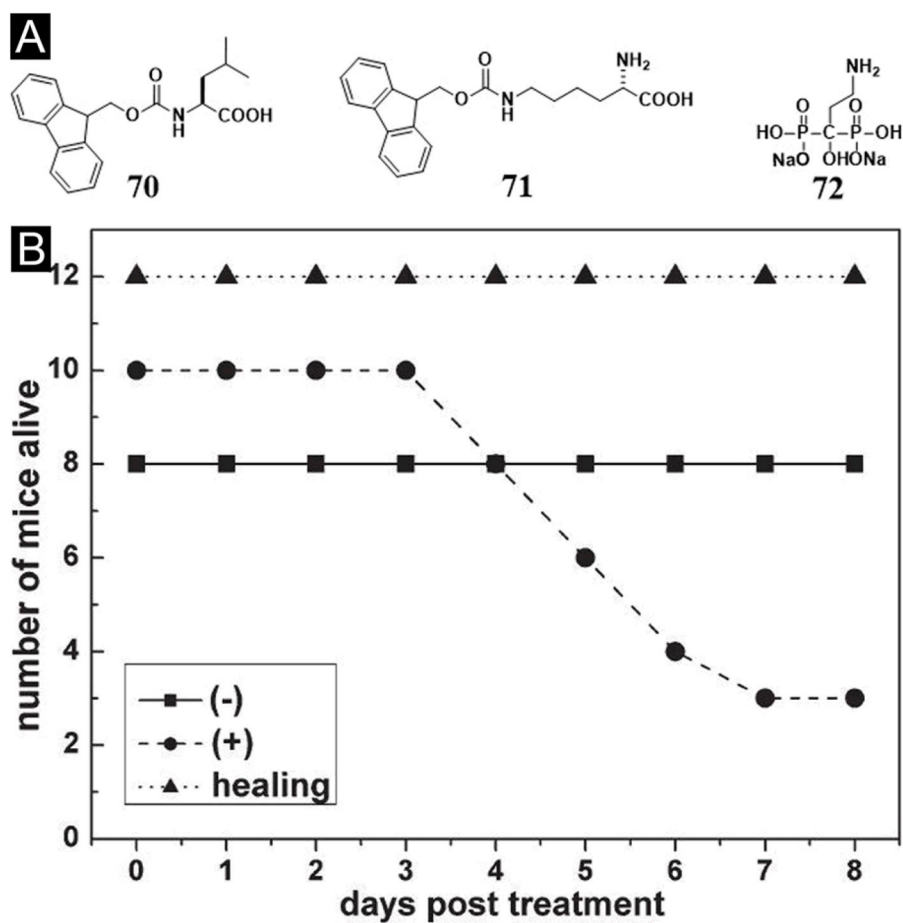 A
O
O
N
H
COOH
70
O
O
N
H
NH2
COOH
71
NH2
O
O
HO-P-C-P-OH
NaO
OHONa
72
B
number of mice alive
12
10
8
6
4
2
0
(-)
(+)
healing
0 1 2 3 4 5 6 7 8
days post treatment